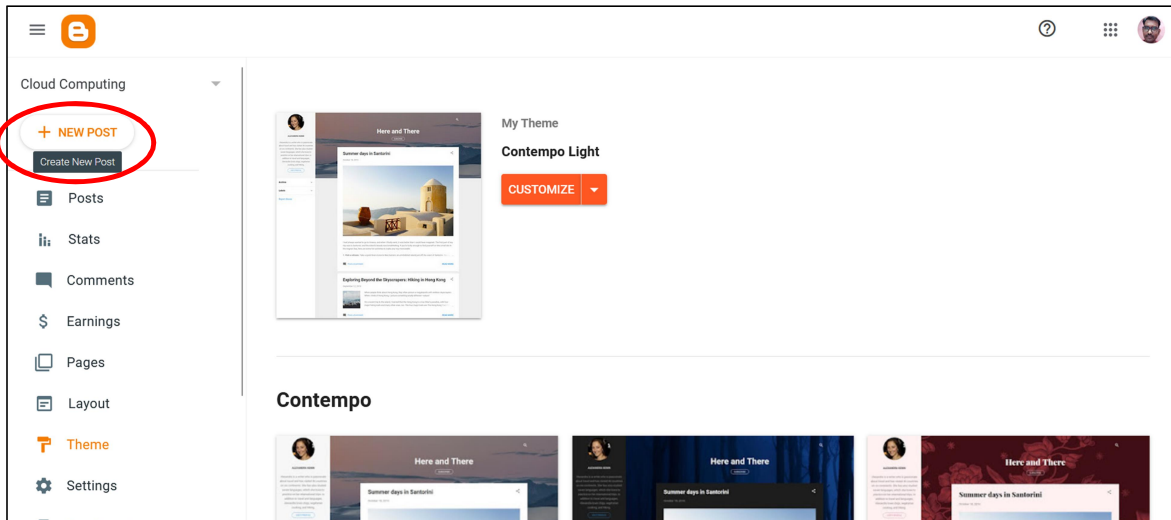 Cloud Computing
+ NEW POST
Create New Post
Posts
Stats
Comments
Earnings
Pages
Layout
Theme
Settings
My Theme
Contempo Light
CUSTOMIZE
Here and There
Summer days in Santorini
Exploring Beyond the Skyscrapers: Hiking in Hong Kong
Contempo
Here and There
Summer days in Santorini
Here and There
Summer days in Santorini
Here and There
Summer days in Santorini